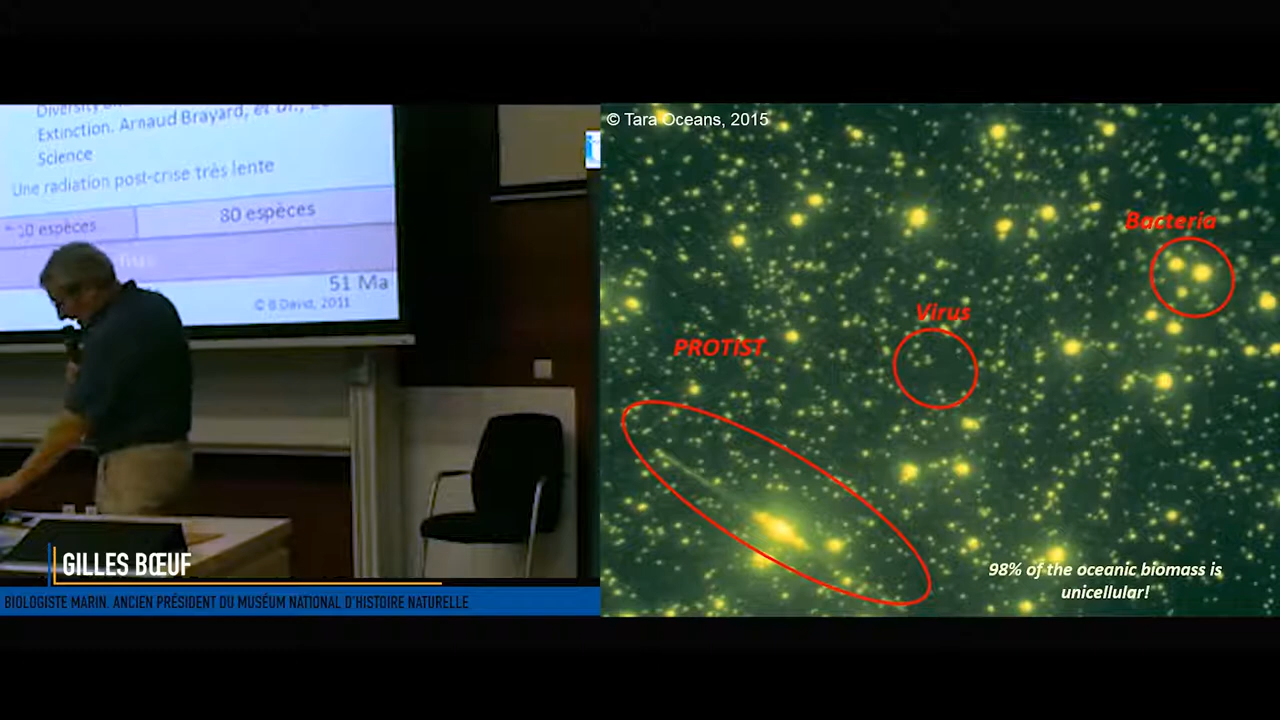 Extinction. Arnaud Brayard, et al.,
Science
Une radiation post-crise très lente
~10 espèces
80 espèces
51 Ma
© B David, 2011
GILLES BŒUF
BIOLOGISTE MARIN. ANCIEN PRÉSIDENT DU MUSÉUM NATIONAL D'HISTOIRE NATURELLE
© Tara Oceans, 2015
Bacteria
Virus
PROTIST
98% of the oceanic biomass is
unicellular!